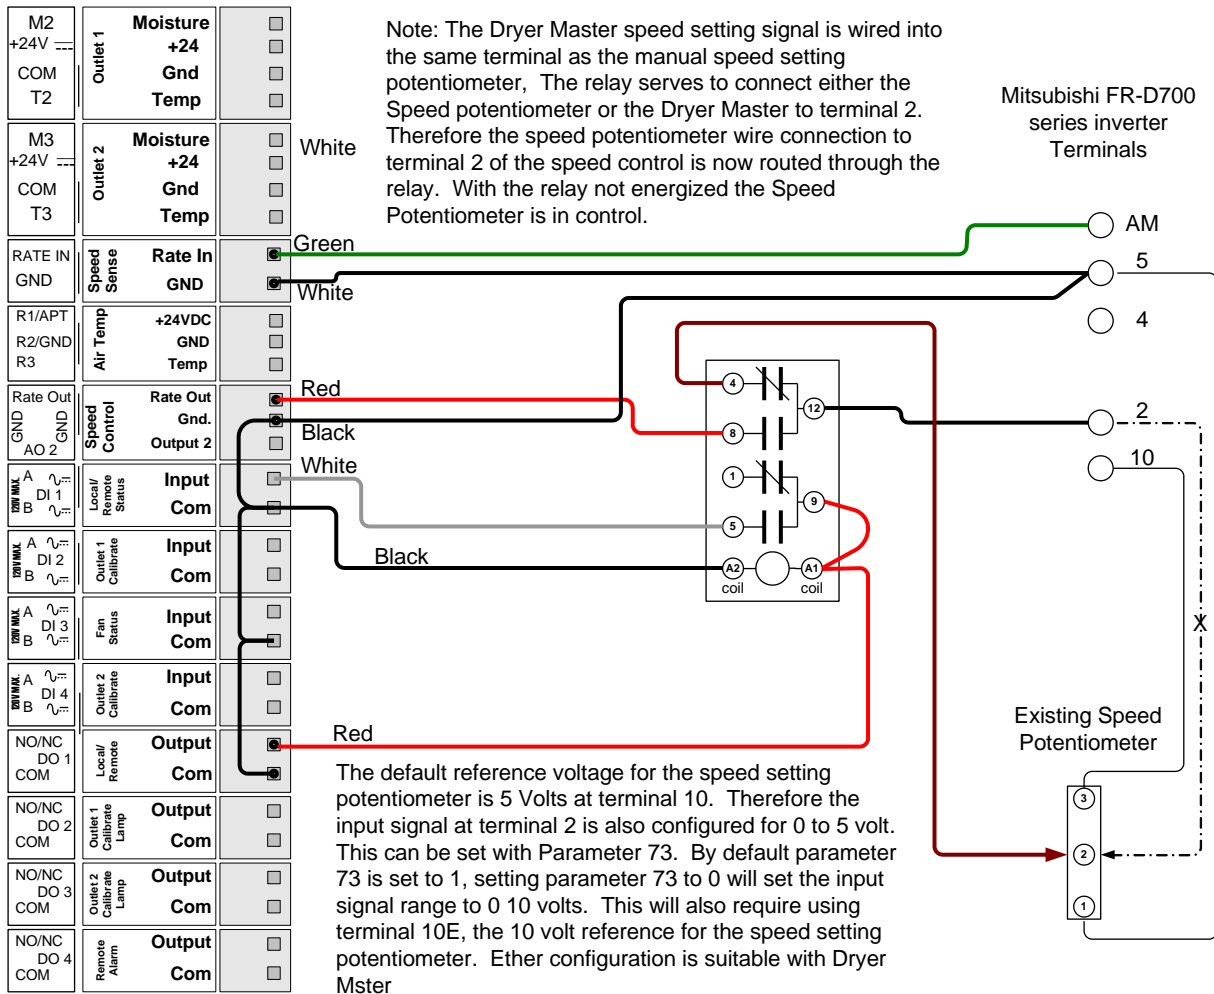 M2
+24V
COM
T2
Outlet 1
Moisture
+24
Gnd
Temp
M3
+24V
COM
T3
Outlet 2
Moisture
+24
Gnd
Temp
White
RATE IN
GND
Speed
Sense
Rate In
GND
Green
White
R1/APT
R2/GND
R3
Air Temp
+24VDC
GND
Temp
Rate Out
GND
GND
AO 2
Speed
Control
Rate Out
Gnd.
Output 2
Red
Black
120V MAX.
A
DI 1
B
Local/
Remote
Status
Input
Com
White
120V MAX.
A
DI 2
B
Outlet 1
Calibrate
Input
Com
Black
120V MAX.
A
DI 3
B
Fan
Status
Input
Com
120V MAX.
A
DI 4
B
Outlet 2
Calibrate
Input
Com
NO/NC
DO 1
COM
Local/
Remote
Output
Com
Red
NO/NC
DO 2
COM
Outlet 1
Calibrate
Lamp
Output
Com
NO/NC
DO 3
COM
Outlet 2
Calibrate
Lamp
Output
Com
NO/NC
DO 4
COM
Remote
Alarm
Output
Com
Note: The Dryer Master speed setting signal is wired into
the same terminal as the manual speed setting
potentiometer, The relay serves to connect either the
Speed potentiometer or the Dryer Master to terminal 2.
Therefore the speed potentiometer wire connection to
terminal 2 of the speed control is now routed through the
relay. With the relay not energized the Speed
Potentiometer is in control.
Mitsubishi FR-D700
series inverter
Terminals
AM
5
4
2
10
4
12
8
1
9
5
A2
A1
coil
coil
X
Existing Speed
Potentiometer
3
2
1
The default reference voltage for the speed setting
potentiometer is 5 Volts at terminal 10. Therefore the
input signal at terminal 2 is also configured for 0 to 5 volt.
This can be set with Parameter 73. By default parameter
73 is set to 1, setting parameter 73 to 0 will set the input
signal range to 0 10 volts. This will also require using
terminal 10E, the 10 volt reference for the speed setting
potentiometer. Ether configuration is suitable with Dryer
Mster